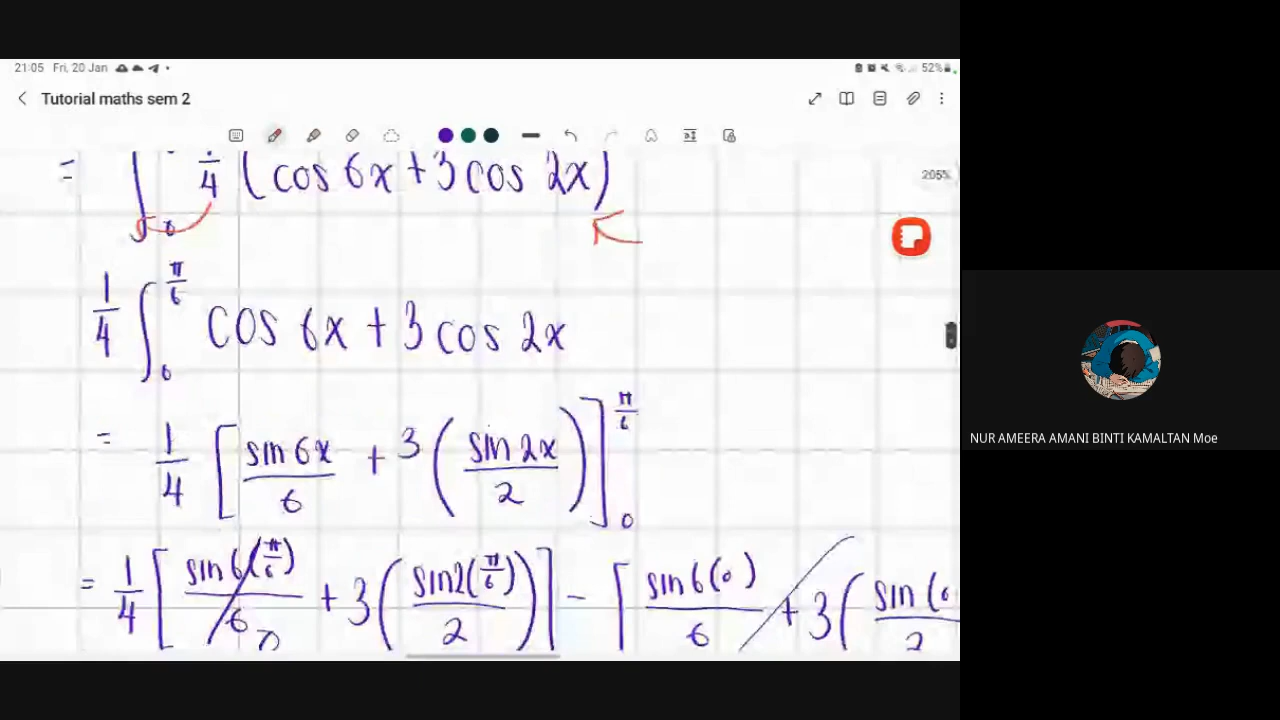 21:05 Fri, 20 Jan 52%
Tutorial maths sem 2
= ∫ 1/4 (cos 6x + 3 cos 2x)
205%
1/4 ∫₀^(π/6) cos 6x + 3 cos 2x
= 1/4 [sin 6x / 6 + 3 (sin 2x / 2)]₀^(π/6)
NUR AMEERA AMANI BINTI KAMALTAN Moe
= 1/4 [sin 6(π/6) / 6 + 3 (sin 2(π/6) / 2)] - [sin 6(0) / 6 + 3 (sin (0 / 2